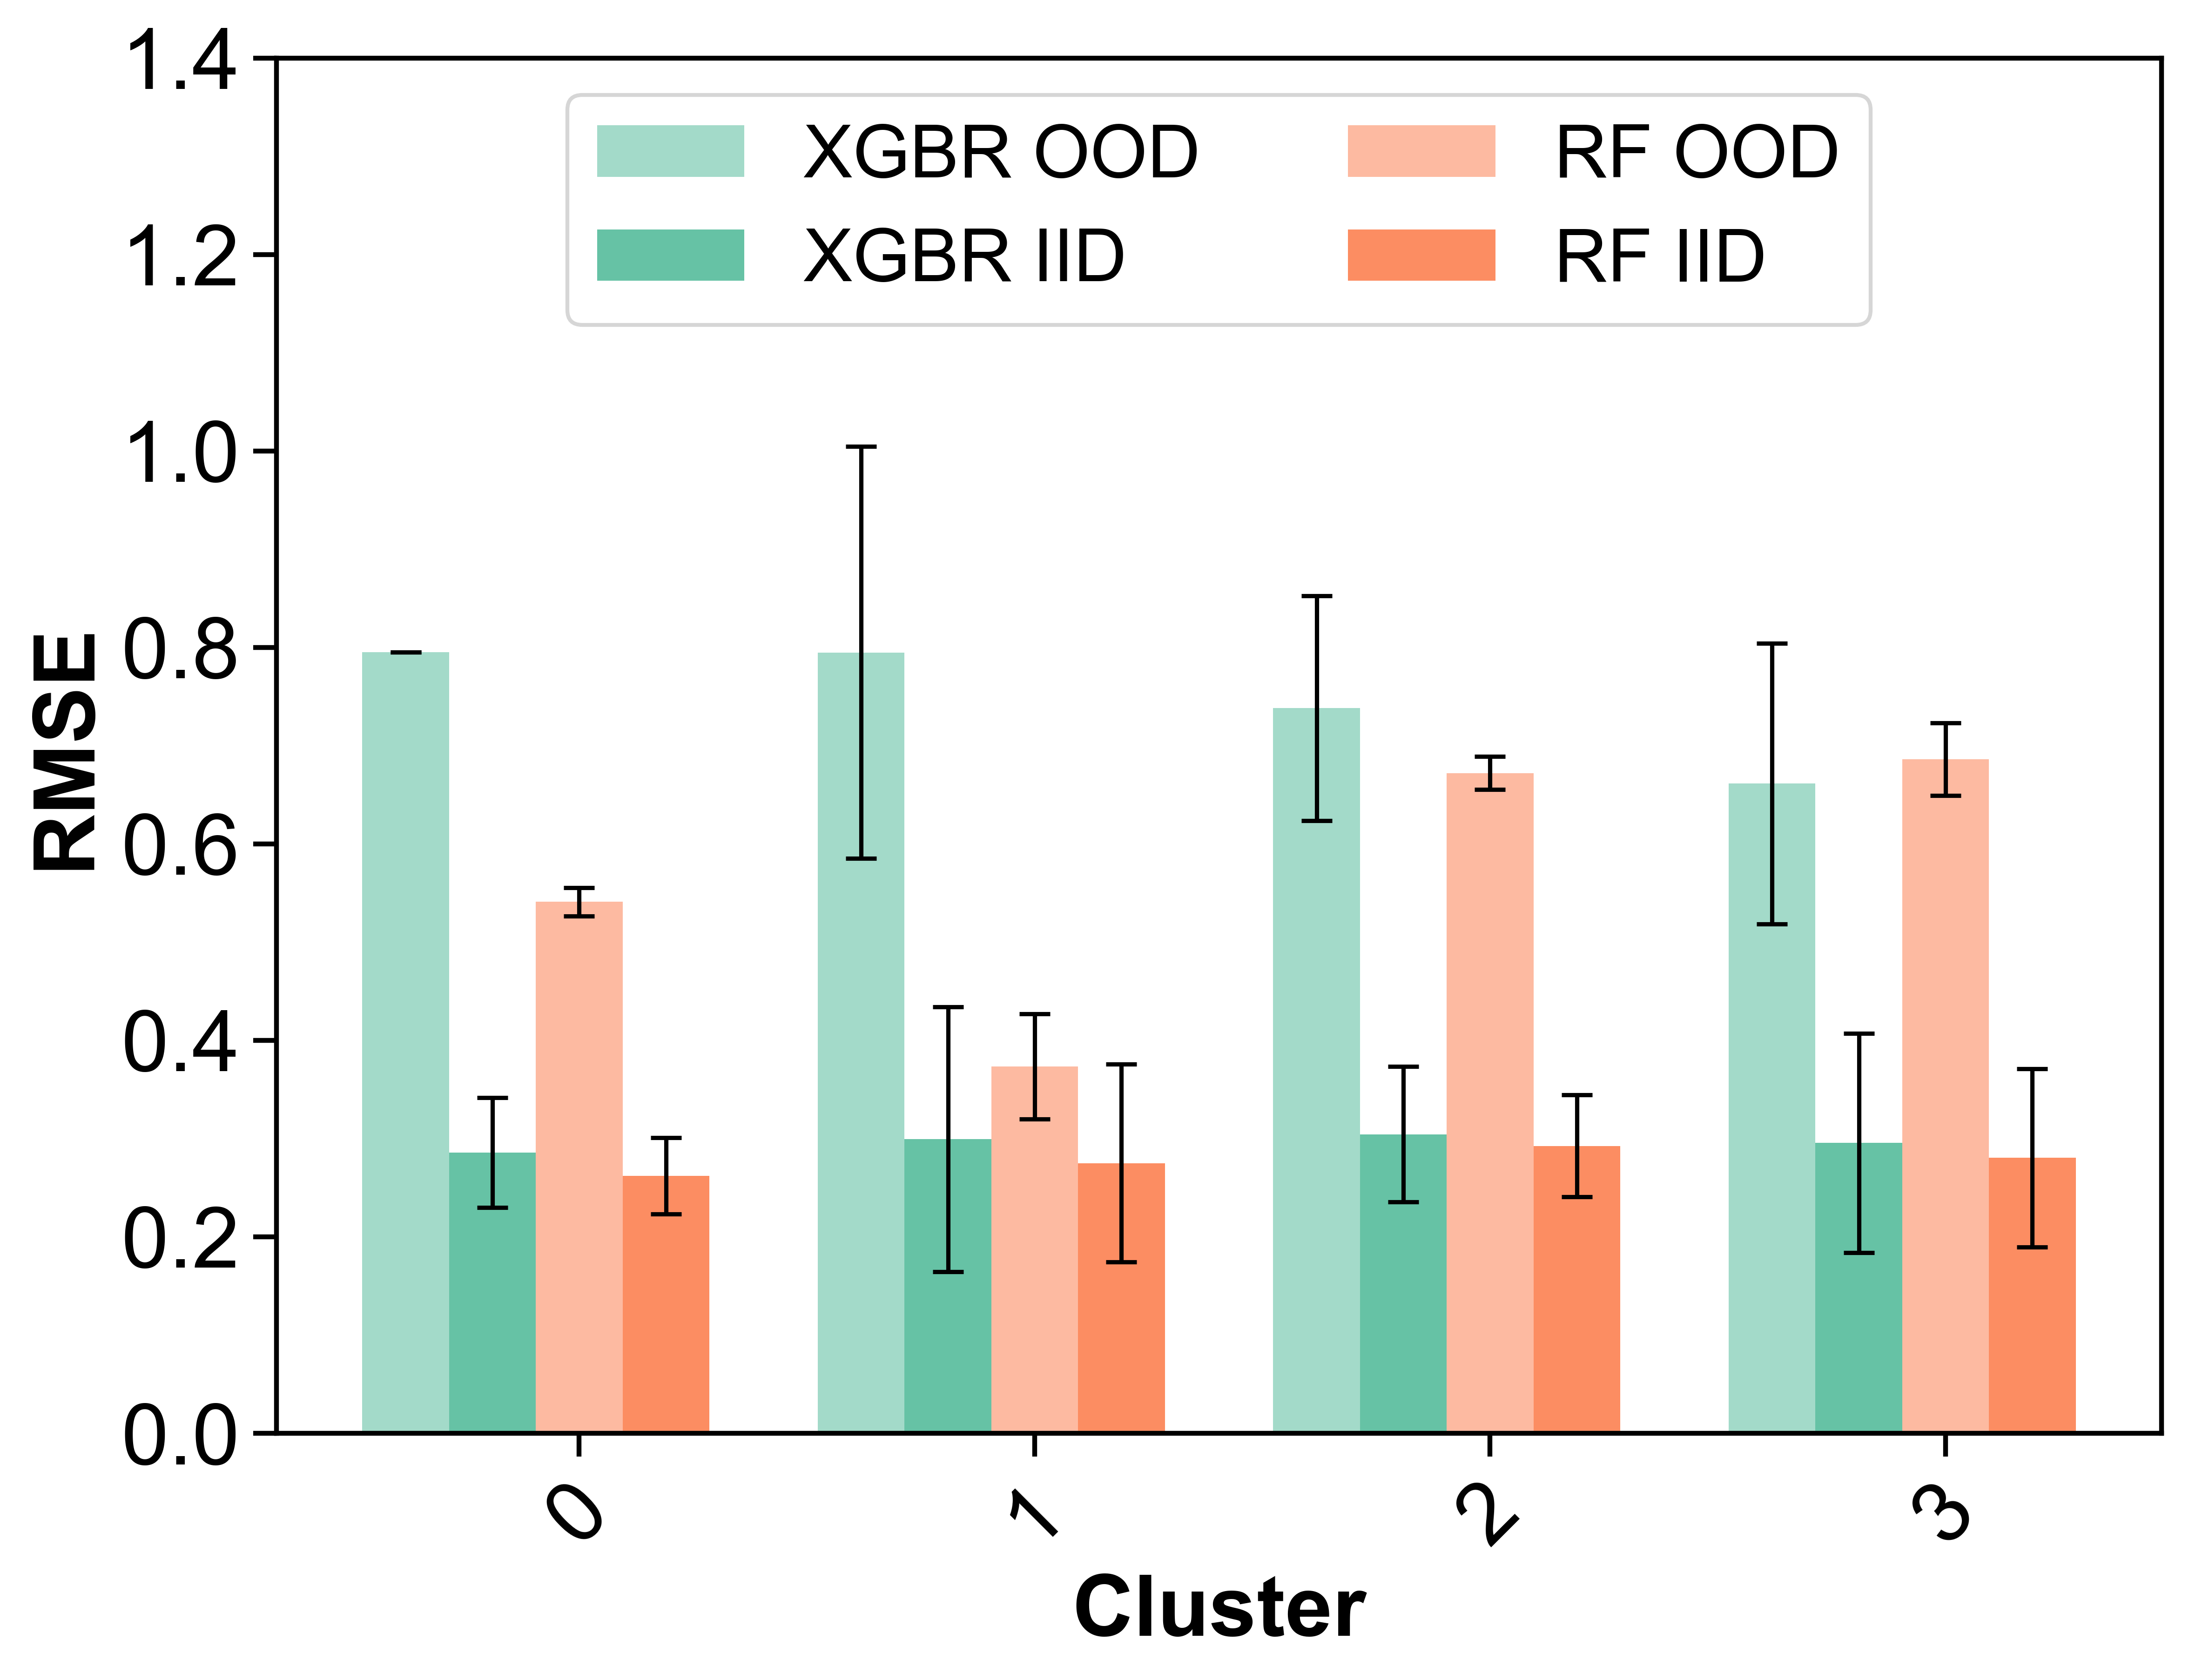 1.4
1.2
1.0
0.8
0.6
0.4
0.2
0.0
RMSE
XGBR OOD
XGBR IID
RF OOD
RF IID
0
1
2
3
Cluster